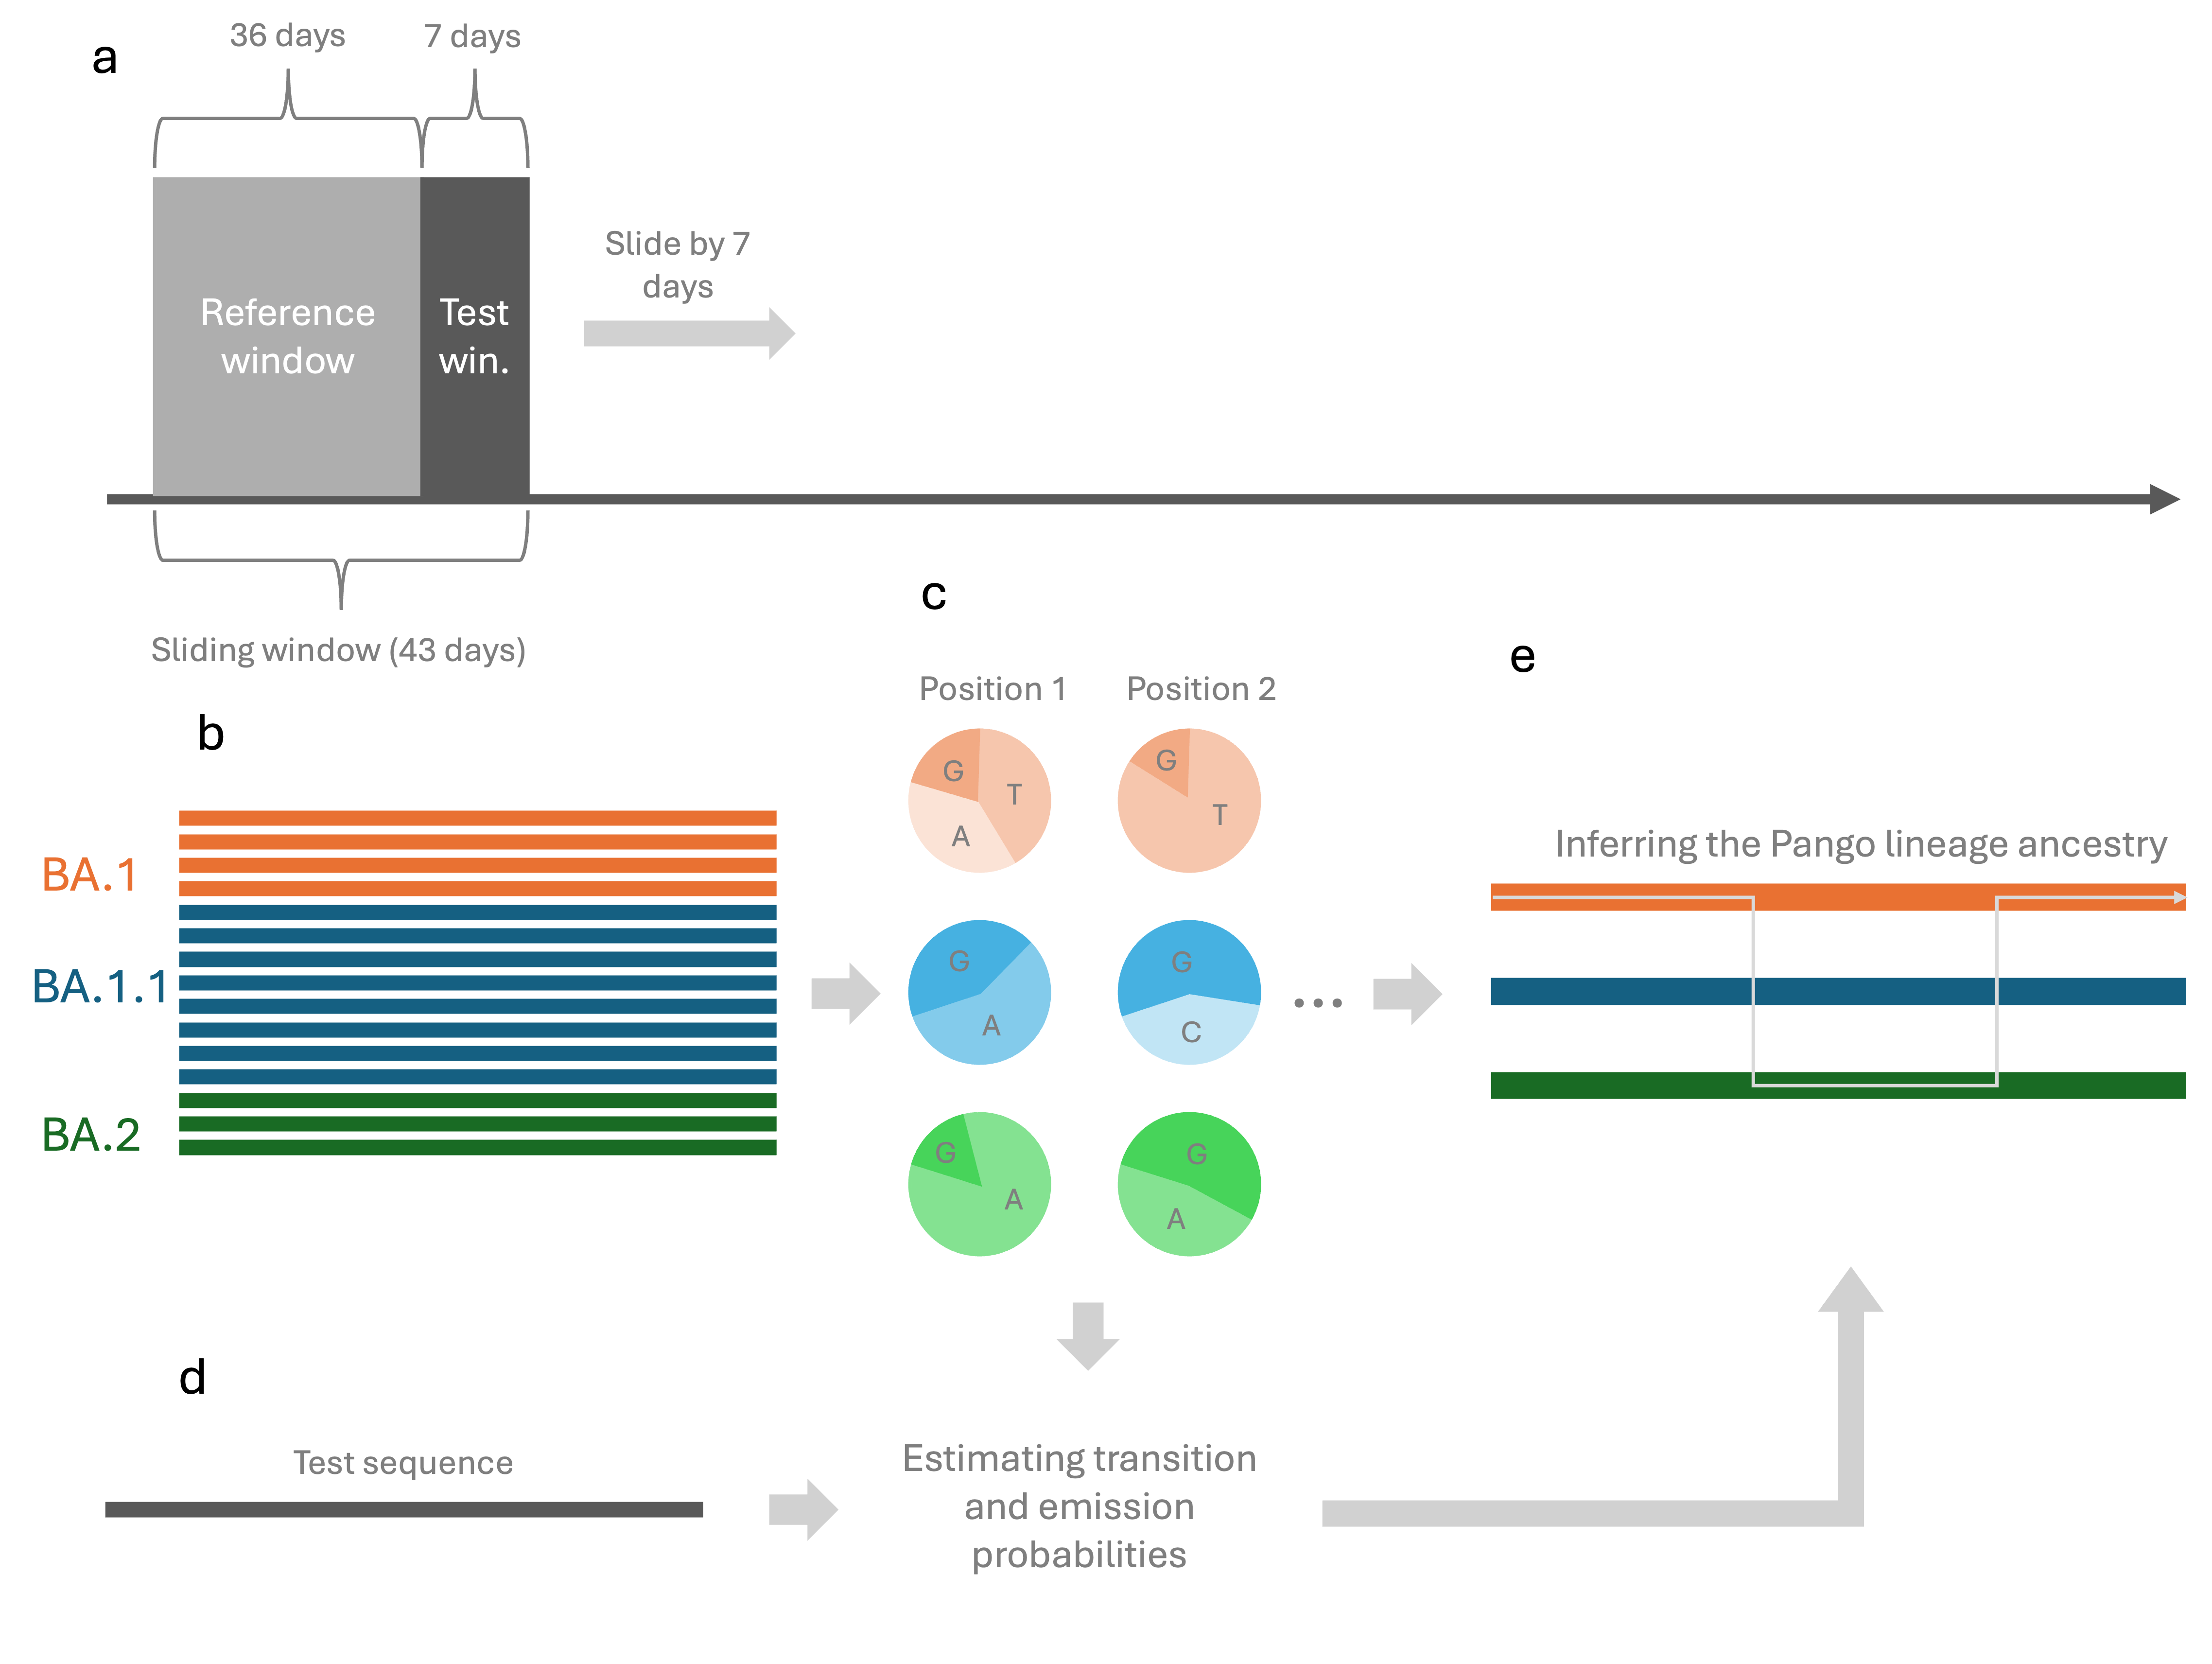 a
36 days
7 days
Reference
window
Test
win.
Slide by 7
days
Sliding window (43 days)
b
BA.1
BA.1.1
BA.2
c
Position 1
Position 2
G
T
A
G
T
G
A
G
C
...
G
A
G
A
d
Test sequence
Estimating transition
and emission
probabilities
e
Inferring the Pango lineage ancestry